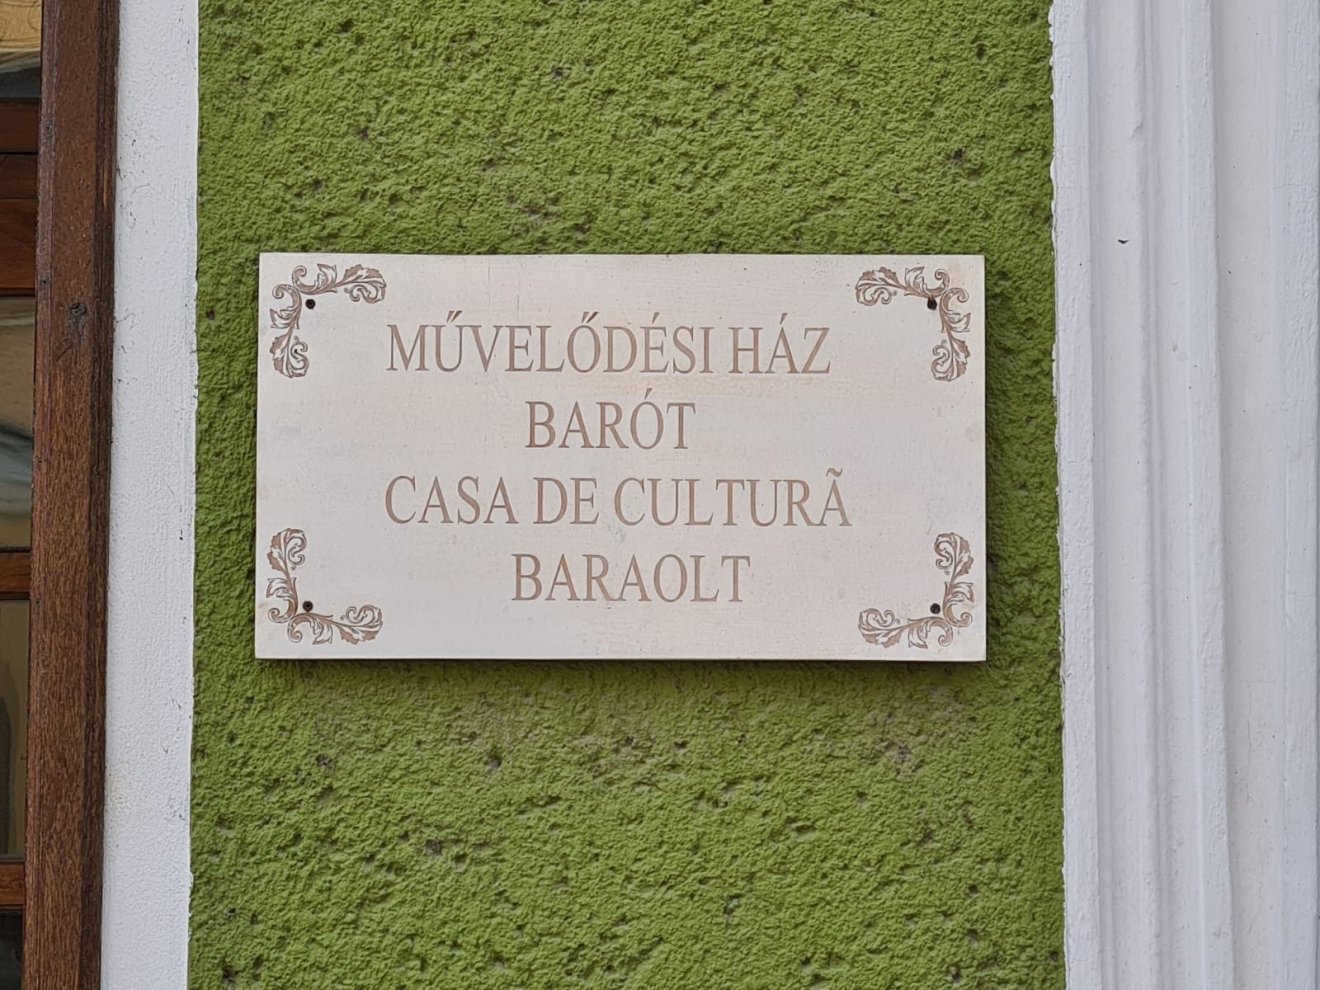 MŰVELŐDÉSI HÁZ
BARÓT
CASA DE CULTURÃ
BARAOLT